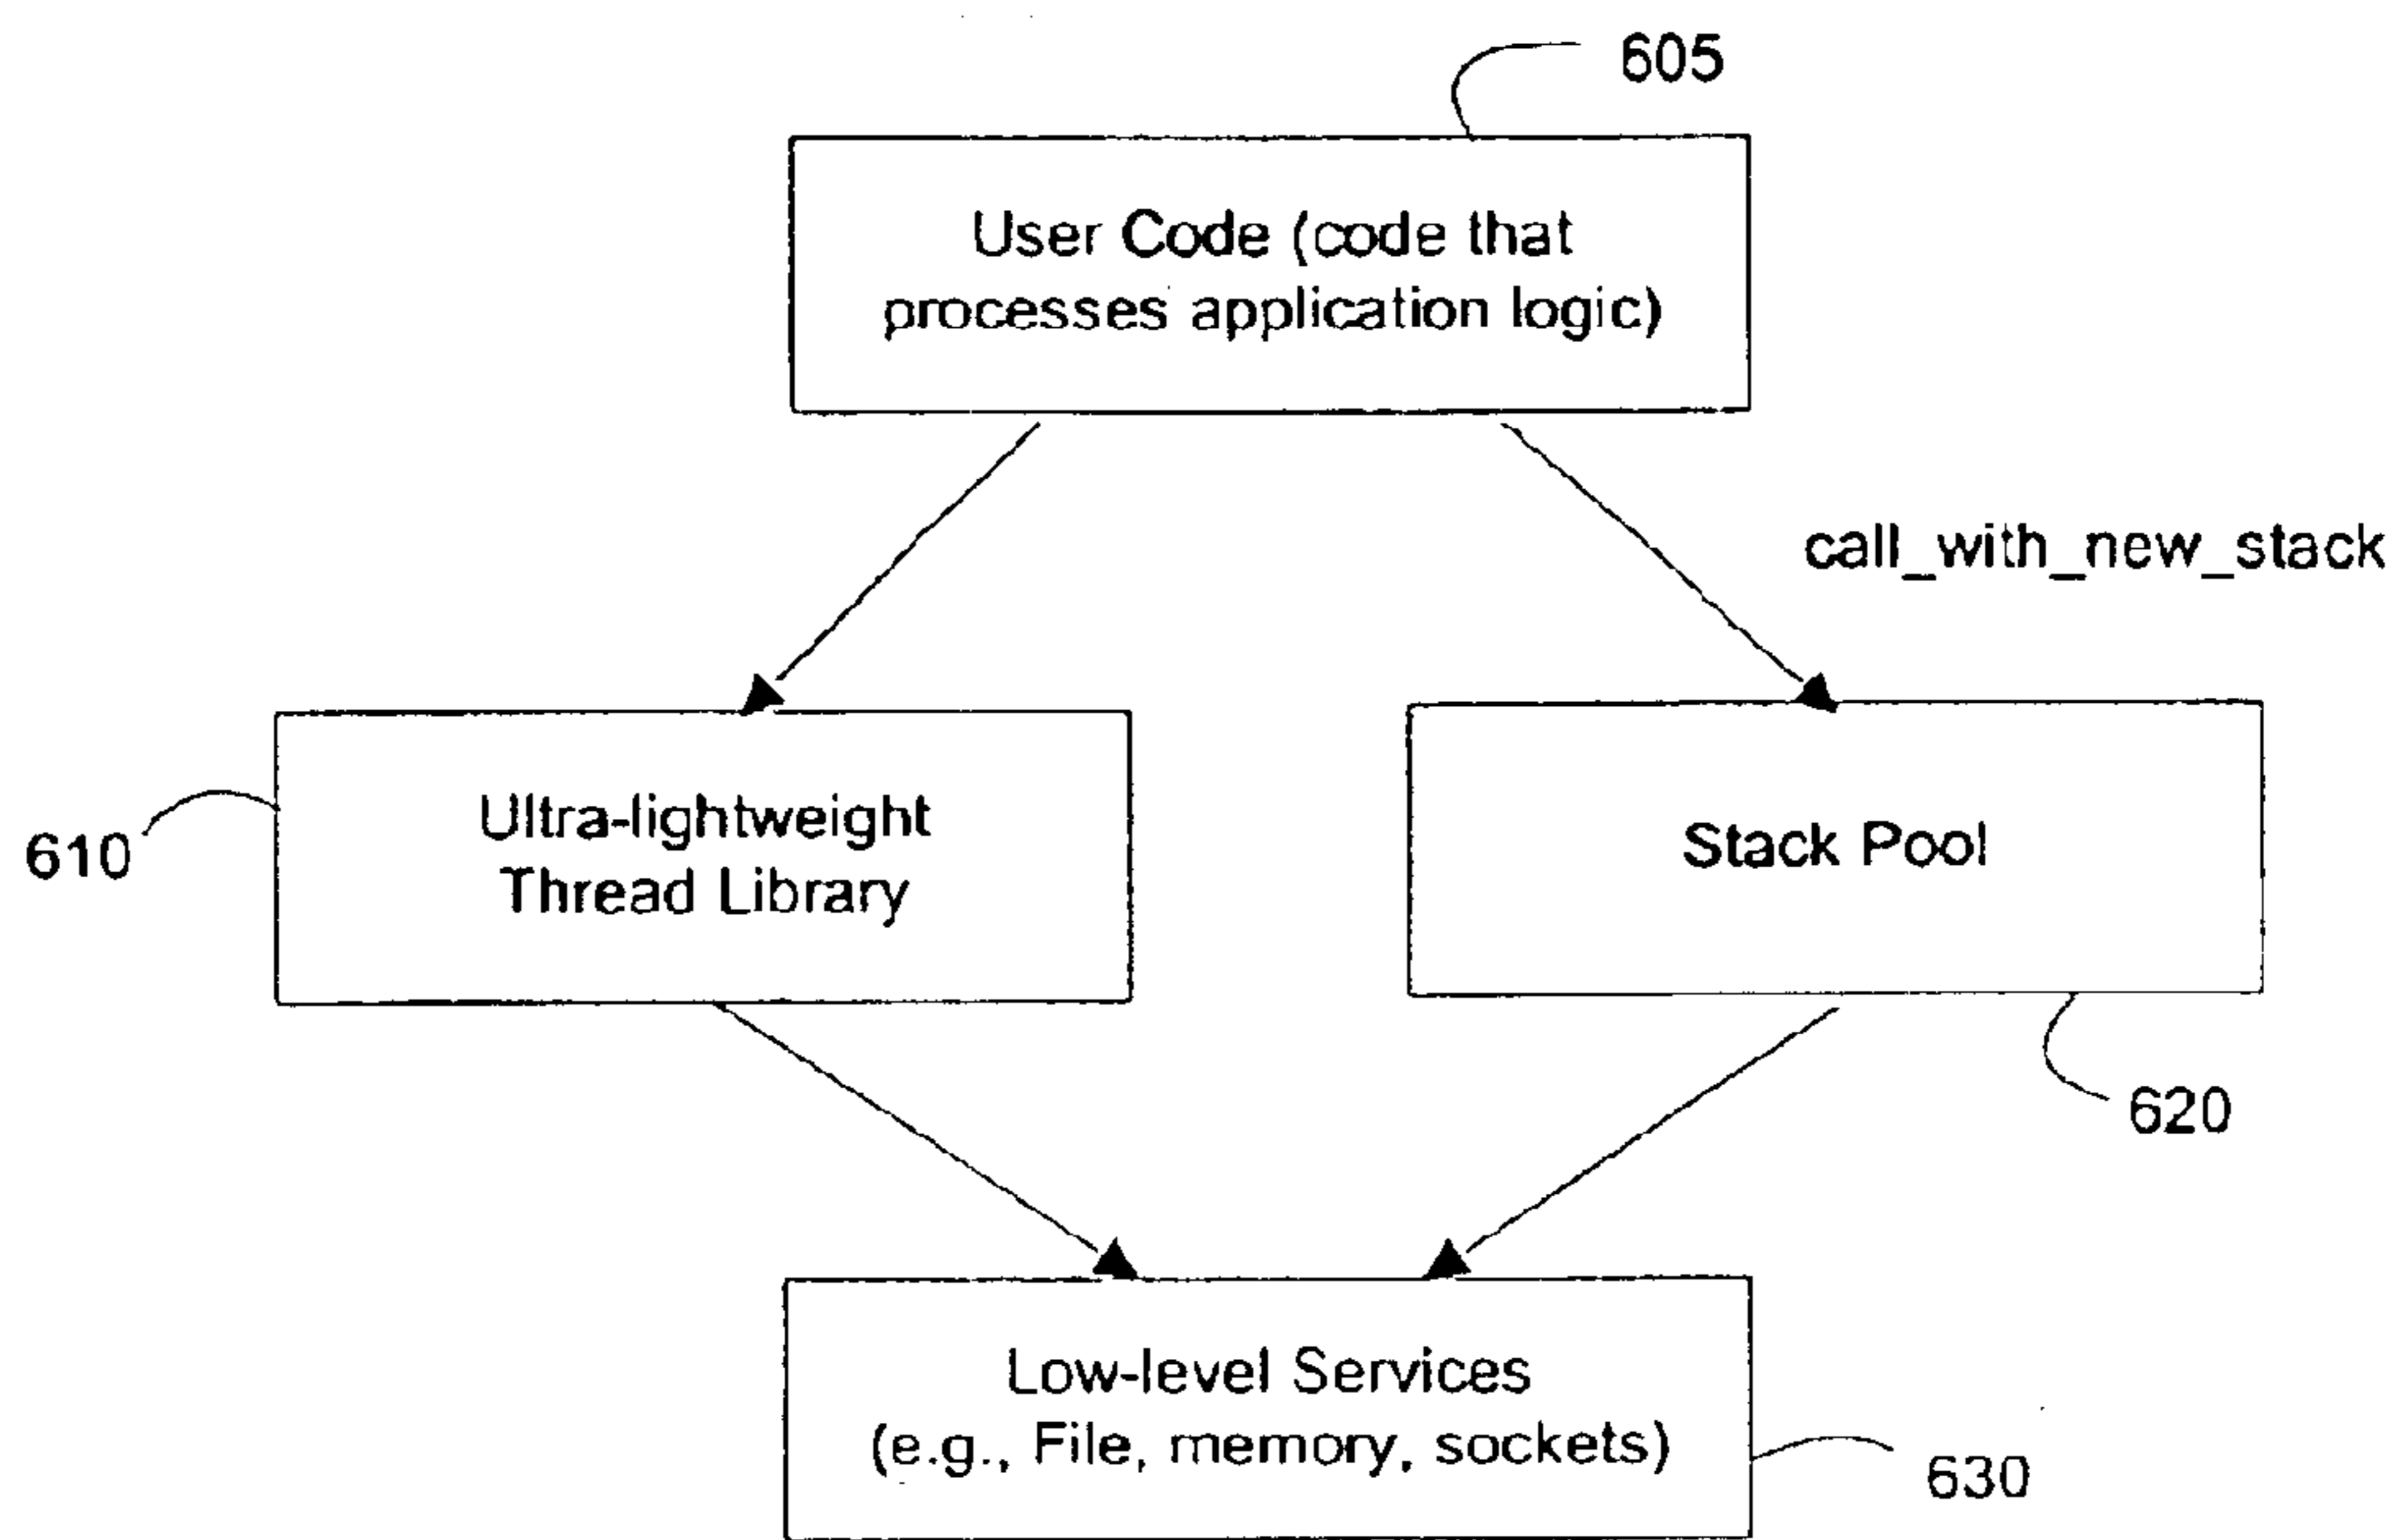 605
User Code (code that
processes application logic)
call_with_new_stack
610
Ultra-lightweight
Thread Library
Stack Pool
620
Low-level Services
(e.g., File, memory, sockets)
630